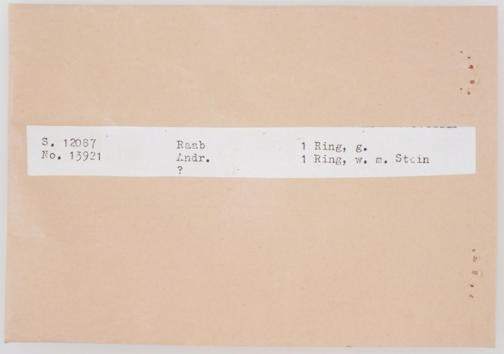 S. 12087 Raab 1 Ring, g.
No. 13921 Andr. 1 Ring, w. m. Stein
?